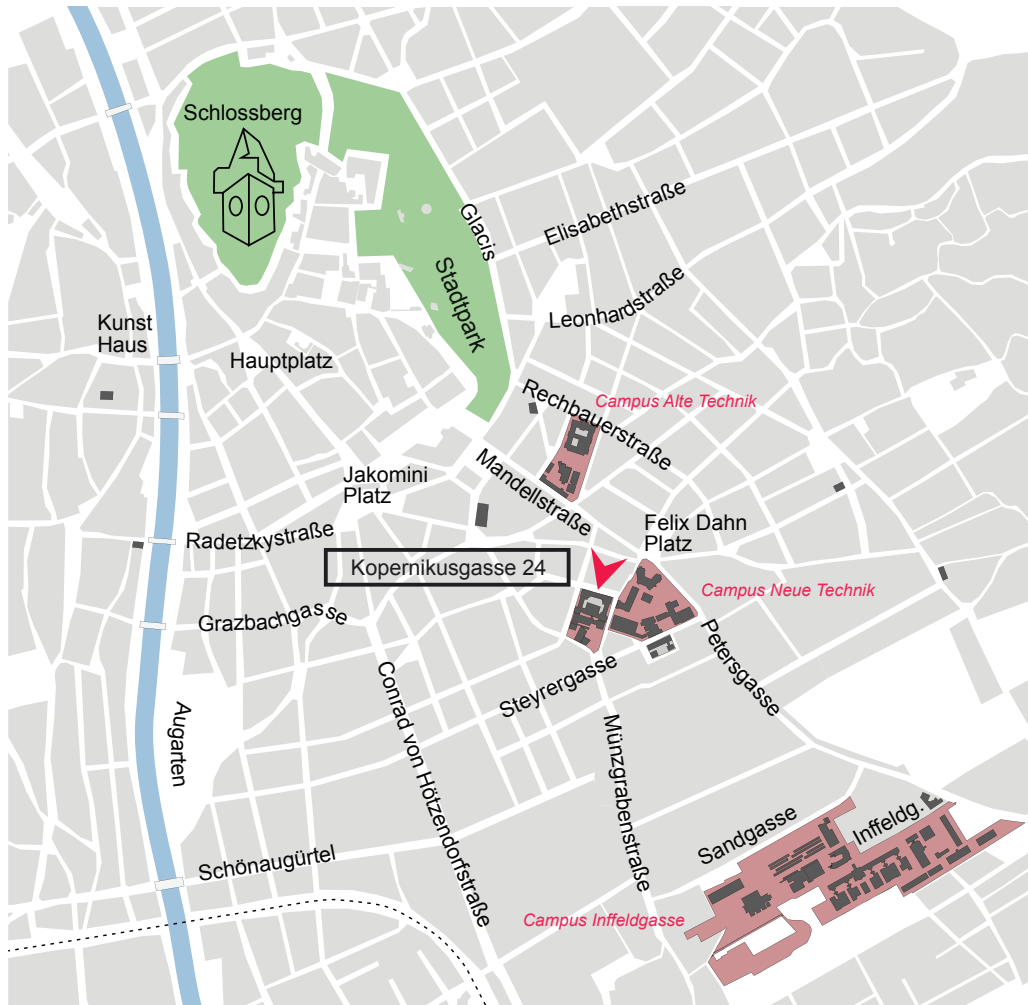 Schlossberg
Glacis
Elisabethstraße
Stadtpark
Leonhardstraße
Kunst
Haus
Hauptplatz
Rechbauerstraße
Campus Alte Technik
Mandellstraße
Jakomini
Platz
Radetzkystraße
Felix Dahn
Platz
Kopernikusgasse 24
Campus Neue Technik
Grazbachgasse
Petersgasse
Steyrergasse
Conrad von Hötzendorfstraße
Augarten
Münzgrabenstraße
Sandgasse
Inffeldg.
Schönaugürtel
Campus Inffeldgasse